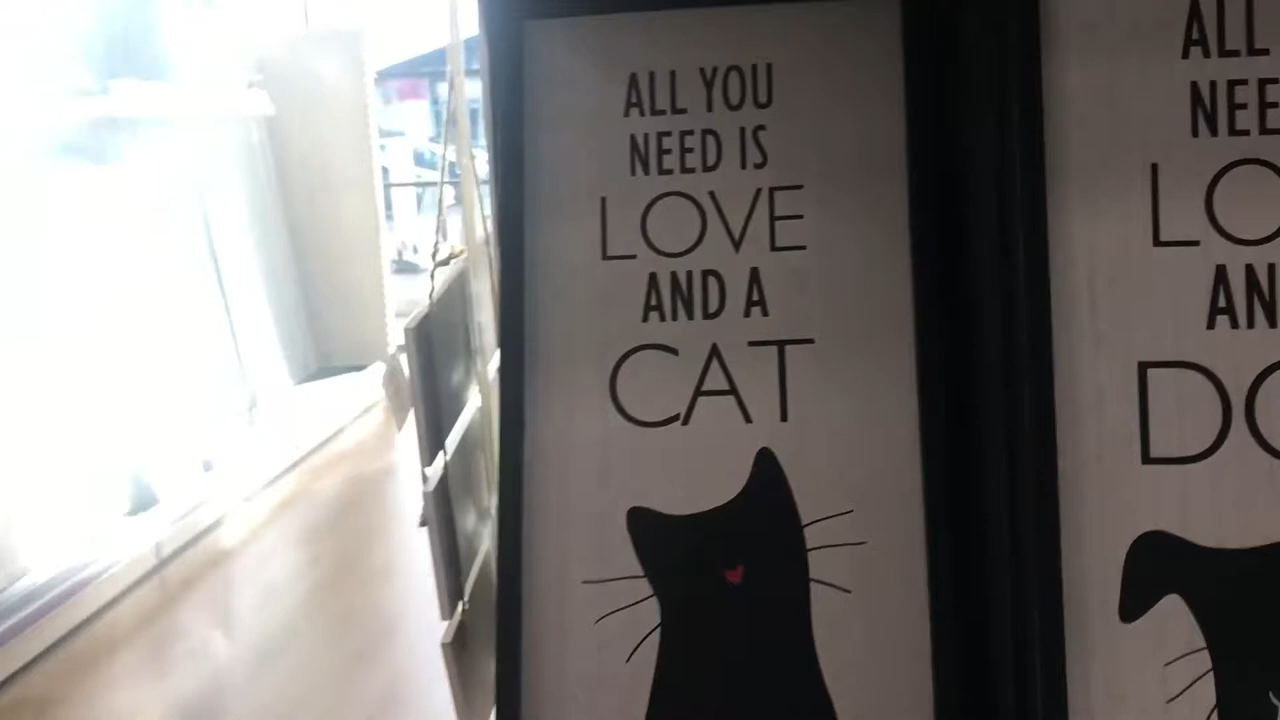 ALL YOU
NEED IS
LOVE
AND A
CAT
ALL
NEE
LO
AN
DO